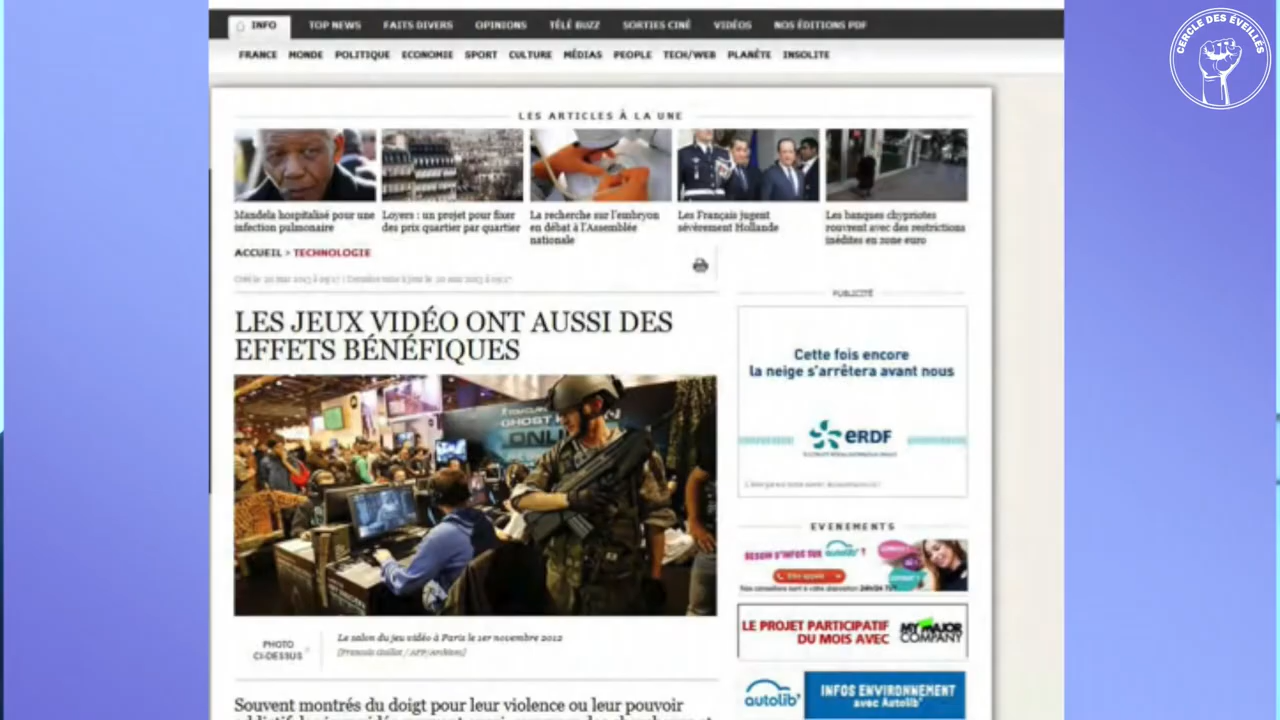 INFO TOP NEWS FAITS DIVERS OPINIONS TÉLÉ BUZZ SORTIES CINÉ VIDÉOS NOS ÉDITIONS PDF
CERCLE DES ÉVEILLÉS
FRANCE MONDE POLITIQUE ECONOMIE SPORT CULTURE MÉDIAS PEOPLE TECH/WEB PLANÈTE INSOLITE
LES ARTICLES À LA UNE
Mandela hospitalisé pour une
infection pulmonaire
Loyers : un projet pour fixer
des prix quartier par quartier
La recherche sur l'embryon
en débat à l'Assemblée
nationale
Les Français jugent
sévèrement Hollande
Les banques chypriotes
rouvrent avec des restrictions
inédites en zone euro
ACCUEIL > TECHNOLOGIE
LES JEUX VIDÉO ONT AUSSI DES
EFFETS BÉNÉFIQUES
GHOST
ONLINE
PHOTO
CI-DESSUS
Le salon du jeu vidéo à Paris le 1er novembre 2012
Souvent montrés du doigt pour leur violence ou leur pouvoir
PUBLICITÉ
Cette fois encore
la neige s'arrêtera avant nous
eRDF
EVENEMENTS
BESOIN D'INFOS SUR autolib' ?
LE PROJET PARTICIPATIF
DU MOIS AVEC
MY MAJOR
COMPANY
autolib'
INFOS ENVIRONNEMENT
avec Autolib'